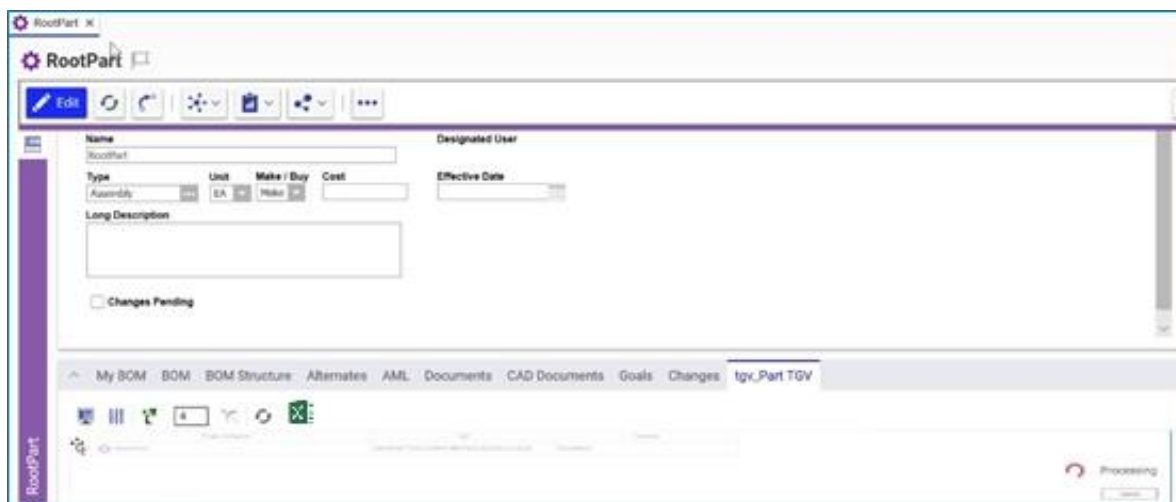 RootPart
RootPart
Edit
Name
RootPart
Designated User
Type Unit Make / Buy Cost
Assembly EA Make
Effective Date
Long Description
Changes Pending
My BOM BOM BOM Structure Alternates AML Documents CAD Documents Goals Changes tgv_Part TGV
RootPart
Processing